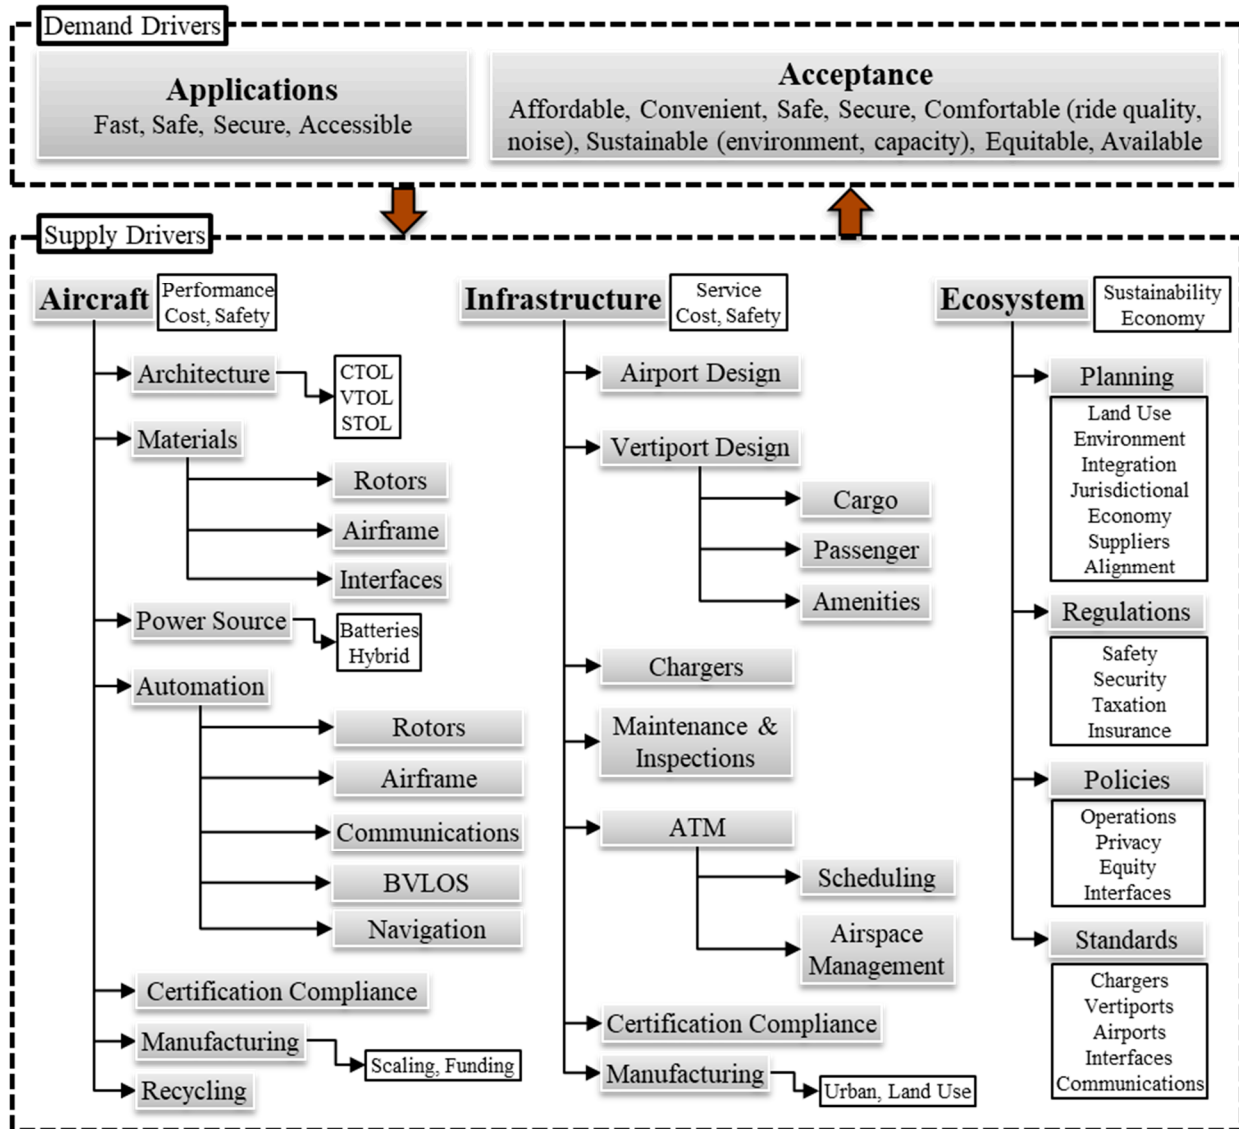 Demand Drivers
Applications
Fast, Safe, Secure, Accessible
Acceptance
Affordable, Convenient, Safe, Secure, Comfortable (ride quality,
noise), Sustainable (environment, capacity), Equitable, Available
Supply Drivers
Aircraft
Performance
Cost, Safety
Architecture
CTOL
VTOL
STOL
Materials
Rotors
Airframe
Interfaces
Power Source
Batteries
Hybrid
Automation
Rotors
Airframe
Communications
BVLOS
Navigation
Certification Compliance
Manufacturing
Scaling, Funding
Recycling
Infrastructure
Service
Cost, Safety
Airport Design
Vertiport Design
Cargo
Passenger
Amenities
Chargers
Maintenance &
Inspections
ATM
Scheduling
Airspace
Management
Certification Compliance
Manufacturing
Urban, Land Use
Ecosystem
Sustainability
Economy
Planning
Land Use
Environment
Integration
Jurisdictional
Economy
Suppliers
Alignment
Regulations
Safety
Security
Taxation
Insurance
Policies
Operations
Privacy
Equity
Interfaces
Standards
Chargers
Vertiports
Airports
Interfaces
Communications